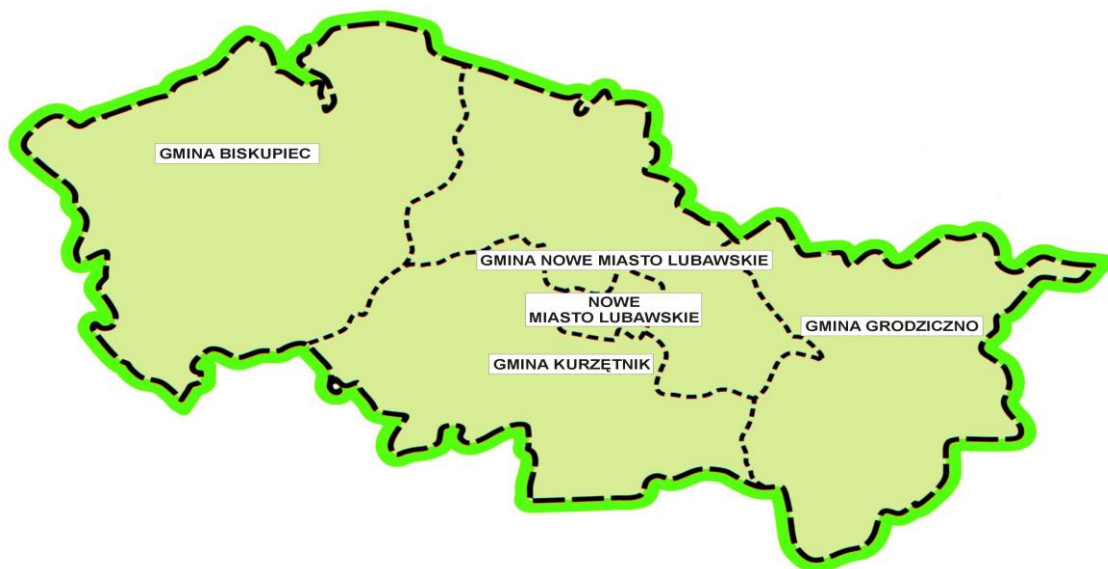 GMINA BISKUPIEC
GMINA NOWE MIASTO LUBAWSKIE
NOWE
MIASTO LUBAWSKIE
GMINA GRODZICZNO
GMINA KURZĘTNIK